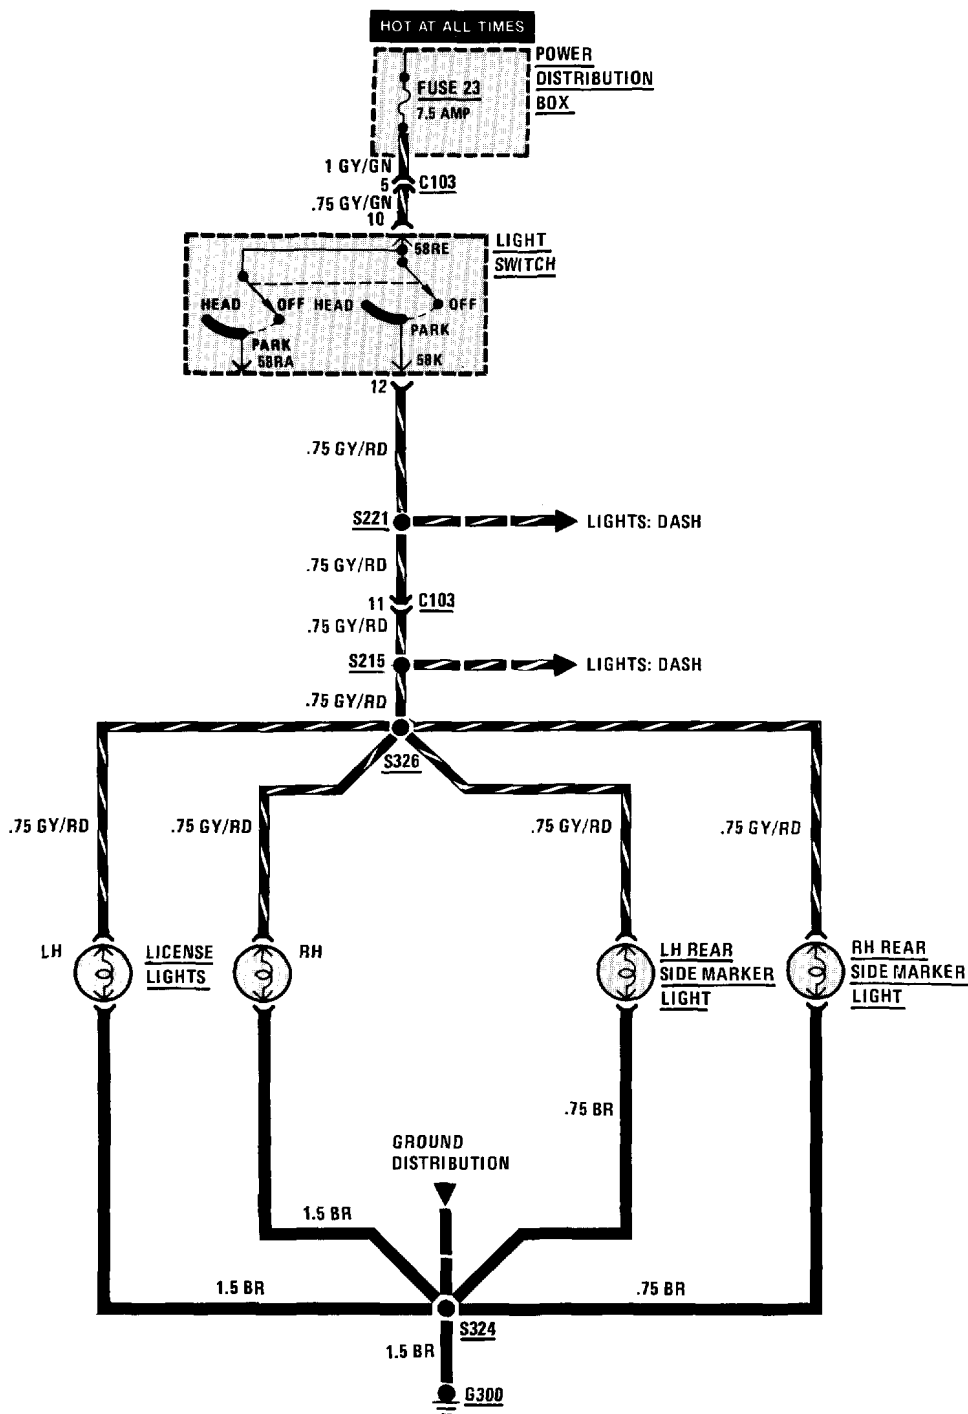 HOT AT ALL TIMES
POWER
DISTRIBUTION
BOX
FUSE 23
7.5 AMP
1 GY/GN
5
C103
.75 GY/GN
10
LIGHT
SWITCH
58RE
HEAD
OFF
HEAD
OFF
PARK
PARK
58RA
58K
12
.75 GY/RD
S221
LIGHTS: DASH
.75 GY/RD
11
C103
.75 GY/RD
S215
LIGHTS: DASH
.75 GY/RD
S326
.75 GY/RD
.75 GY/RD
.75 GY/RD
.75 GY/RD
LH
LICENSE
LIGHTS
RH
LH REAR
SIDE MARKER
LIGHT
RH REAR
SIDE MARKER
LIGHT
.75 BR
GROUND
DISTRIBUTION
1.5 BR
1.5 BR
.75 BR
S324
1.5 BR
G300